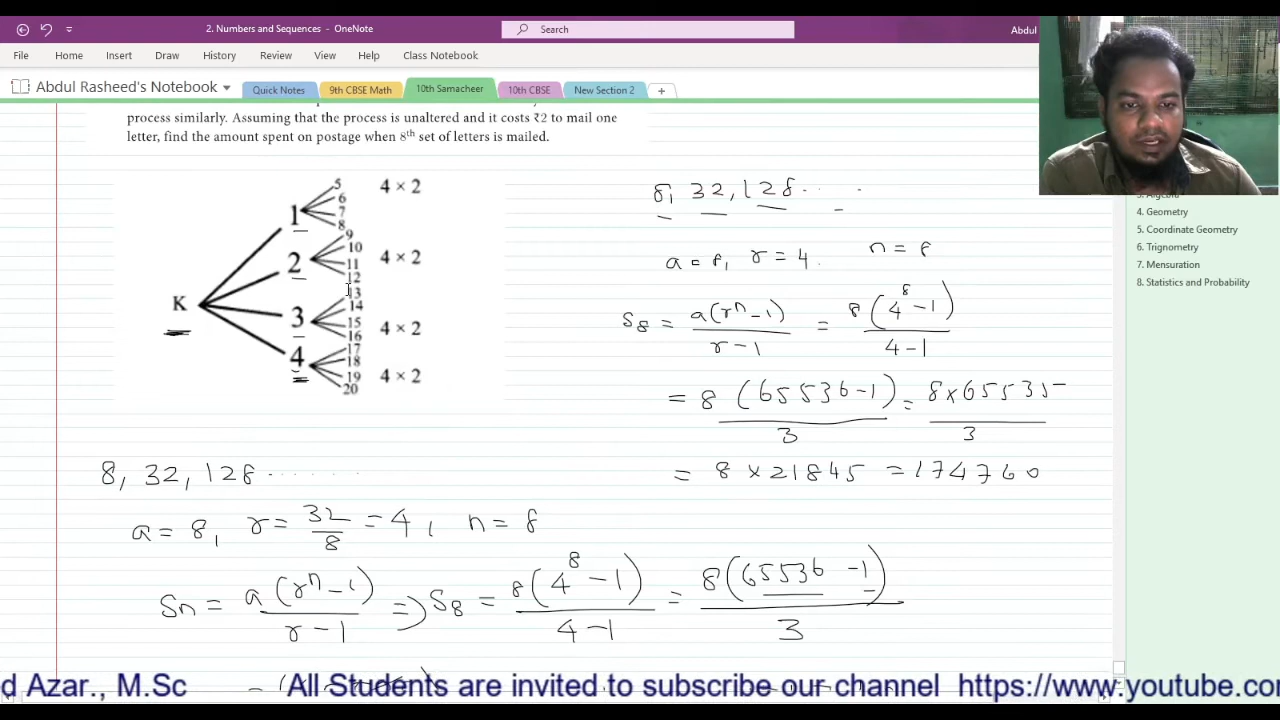 2. Numbers and Sequences - OneNote
Search
Abdul
File Home Insert Draw History Review View Help Class Notebook
Abdul Rasheed's Notebook
Quick Notes 9th CBSE Math 10th Samacheer 10th CBSE New Section 2 +
process similarly. Assuming that the process is unaltered and it costs ₹2 to mail one
letter, find the amount spent on postage when 8th set of letters is mailed.
4. Geometry
5. Coordinate Geometry
6. Trignometry
7. Mensuration
8. Statistics and Probability
K
1
2
3
4
5
6
7
8
9
10
11
12
13
14
15
16
17
18
19
20
4 × 2
4 × 2
4 × 2
4 × 2
8, 32, 128 . . . .
a = 8, r = 4. n = 8
S8 = a(r^n - 1) / r - 1 = 8(4^8 - 1) / 4 - 1
= 8 (65536 - 1) / 3 = 8 × 65535 / 3
= 8 × 21845 = 174760
8, 32, 128 . . . . . .
a = 8, r = 32/8 = 4, n = 8
Sn = a(r^n - 1) / r - 1 => S8 = 8(4^8 - 1) / 4 - 1 = 8(65536 - 1) / 3
d Azar., M.Sc All Students are invited to subscribe our channel https://www.youtube.co